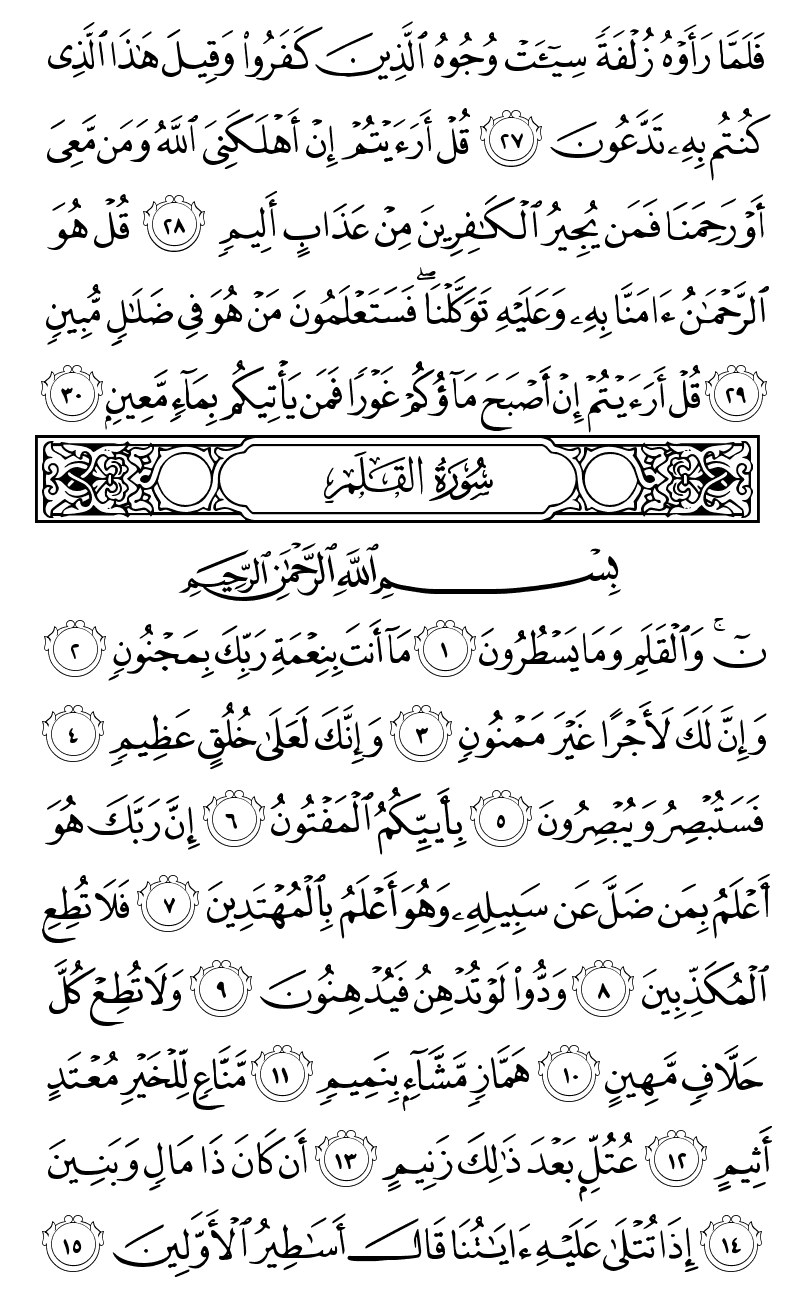 فَلَمَّا رَأَوْهُ زُلْفَةً سِيٓـَٔتْ وُجُوهُ ٱلَّذِينَ كَفَرُوا۟ وَقِيلَ هَـٰذَا ٱلَّذِى
كُنتُم بِهِۦ تَدَّعُونَ ٢٧ قُلْ أَرَءَيْتُمْ إِنْ أَهْلَكَنِىَ ٱللَّهُ وَمَن مَّعِىَ
أَوْ رَحِمَنَا فَمَن يُجِيرُ ٱلْكَـٰفِرِينَ مِنْ عَذَابٍ أَلِيمٍ ٢٨ قُلْ هُوَ
ٱلرَّحْمَـٰنُ ءَامَنَّا بِهِۦ وَعَلَيْهِ تَوَكَّلْنَا ۖ فَسَتَعْلَمُونَ مَنْ هُوَ فِى ضَلَـٰلٍ مُّبِينٍ
٢٩ قُلْ أَرَءَيْتُمْ إِنْ أَصْبَحَ مَآؤُكُمْ غَوْرًا فَمَن يَأْتِيكُم بِمَآءٍ مَّعِينٍۭ ٣٠
سُورَةُ القَلَمِ
بِسْمِ ٱللَّهِ ٱلرَّحْمَـٰنِ ٱلرَّحِيمِ
نٓ ۚ وَٱلْقَلَمِ وَمَا يَسْطُرُونَ ١ مَآ أَنتَ بِنِعْمَةِ رَبِّكَ بِمَجْنُونٍ ٢
وَإِنَّ لَكَ لَأَجْرًا غَيْرَ مَمْنُونٍ ٣ وَإِنَّكَ لَعَلَىٰ خُلُقٍ عَظِيمٍ ٤
فَسَتُبْصِرُ وَيُبْصِرُونَ ٥ بِأَييِّكُمُ ٱلْمَفْتُونُ ٦ إِنَّ رَبَّكَ هُوَ
أَعْلَمُ بِمَن ضَلَّ عَن سَبِيلِهِۦ وَهُوَ أَعْلَمُ بِٱلْمُهْتَدِينَ ٧ فَلَا تُطِعِ
ٱلْمُكَذِّبِينَ ٨ وَدُّوا۟ لَوْ تُدْهِنُ فَيُدْهِنُونَ ٩ وَلَا تُطِعْ كُلَّ
حَلَّافٍ مَّهِينٍ ١٠ هَمَّازٍ مَّشَّآءٍۭ بِنَمِيمٍ ١١ مَّنَّاعٍ لِّلْخَيْرِ مُعْتَدٍ
أَثِيمٍ ١٢ عُتُلٍّۭ بَعْدَ ذَٰلِكَ زَنِيمٍ ١٣ أَن كَانَ ذَا مَالٍ وَبَنِينَ
١٤ إِذَا تُتْلَىٰ عَلَيْهِ ءَايَـٰتُنَا قَالَ أَسَـٰطِيرُ ٱلْأَوَّلِينَ ١٥